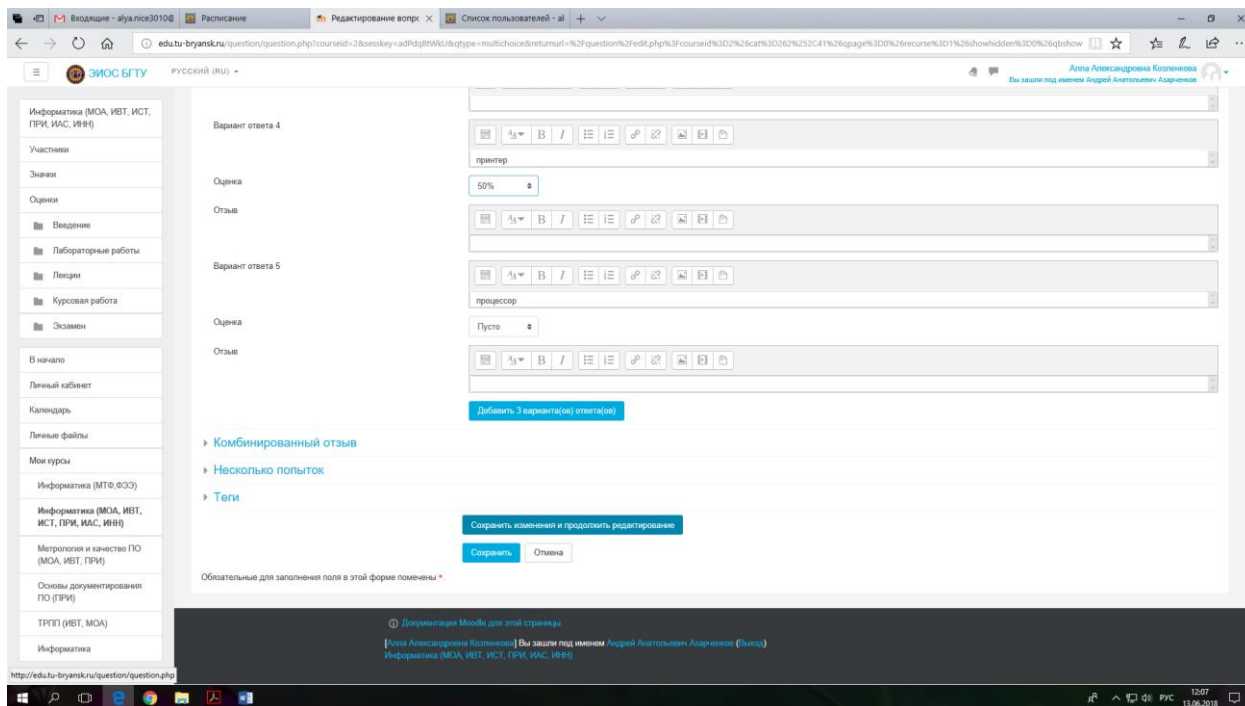 Входящие - alya.nice3010@
Расписание
Редактирование вопрс
Список пользователей - al
edu.tu-bryansk.ru/question/question.php?courseid=2&sesskey=adPdq8tWkU&qtype=multichoice&returnurl=%2Fquestion%2Fedit.php%3Fcourseid%3D2%26cat%3D262%252C41%26qpage%3D0%26recurse%3D1%26showhidden%3D0%26qbshow
ЭИОС БГТУ
РУССКИЙ (RU)
Алла Александровна Козленкова
Вы зашли под именем Андрей Анатольевич Азарченков
Информатика (МОА, ИВТ, ИСТ,
ПРИ, ИАС, ИНН)
Участники
Значки
Оценки
Введение
Лабораторные работы
Лекции
Курсовая работа
Экзамен
В начало
Личный кабинет
Календарь
Личные файлы
Мои курсы
Информатика (МТФ,ФЭЭ)
Информатика (МОА, ИВТ,
ИСТ, ПРИ, ИАС, ИНН)
Метрология и качество ПО
(МОА, ИВТ, ПРИ)
Основы документирования
ПО (ПРИ)
ТРПП (ИВТ, МОА)
Информатика
Вариант ответа 4
принтер
Оценка
50%
Отзыв
Вариант ответа 5
процессор
Оценка
Пусто
Отзыв
Добавить 3 варианта(ов) ответа(ов)
Комбинированный отзыв
Несколько попыток
Теги
Сохранить изменения и продолжить редактирование
Сохранить
Отмена
Обязательные для заполнения поля в этой форме помечены *.
Документация Moodle для этой страницы
[Алла Александровна Козленкова] Вы зашли под именем Андрей Анатольевич Азарченков (Выход)
Информатика (МОА, ИВТ, ИСТ, ПРИ, ИАС, ИНН)
http://edu.tu-bryansk.ru/question/question.php
РУС
12:07
13.06.2018